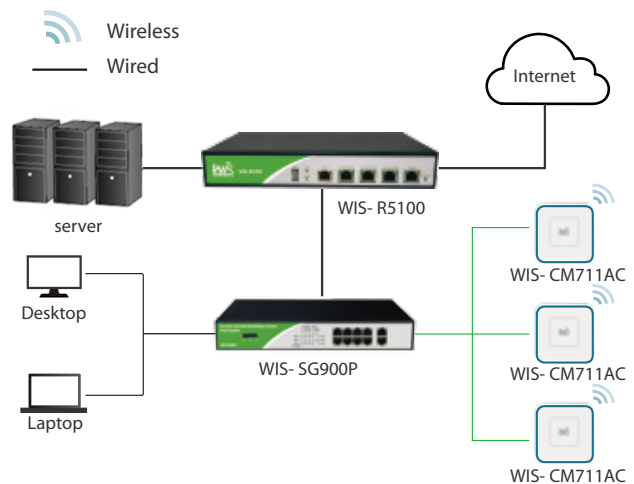 Wireless
Wired
Internet
server
WIS- R5100
WIS- CM711AC
Desktop
WIS- SG900P
WIS- CM711AC
Laptop
WIS- CM711AC